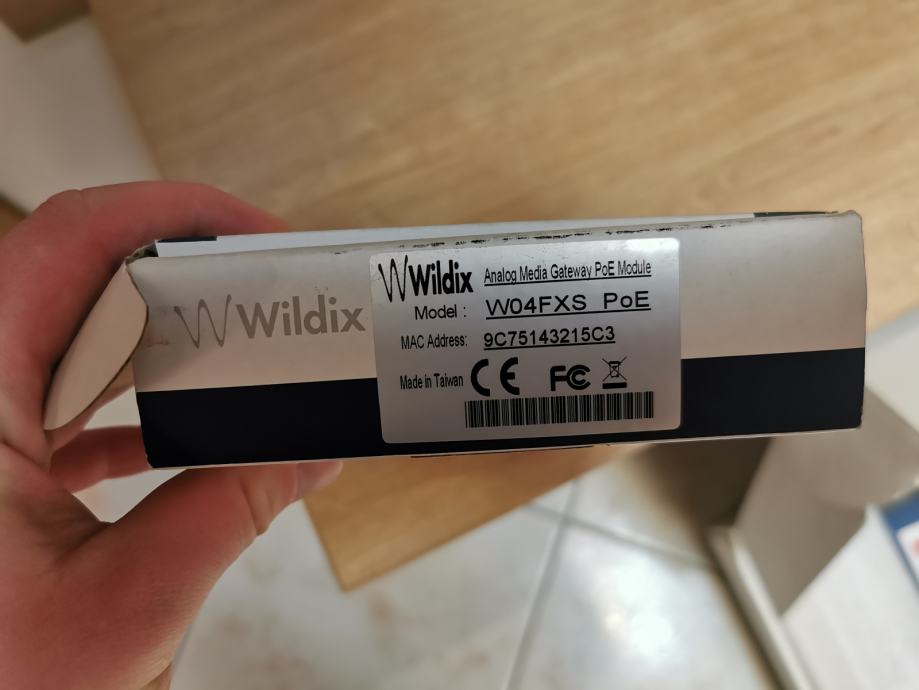 Wildix
Wildix Analog Media Gateway PoE Module
Model : W04FXS PoE
MAC Address: 9C75143215C3
Made in Taiwan CE FC